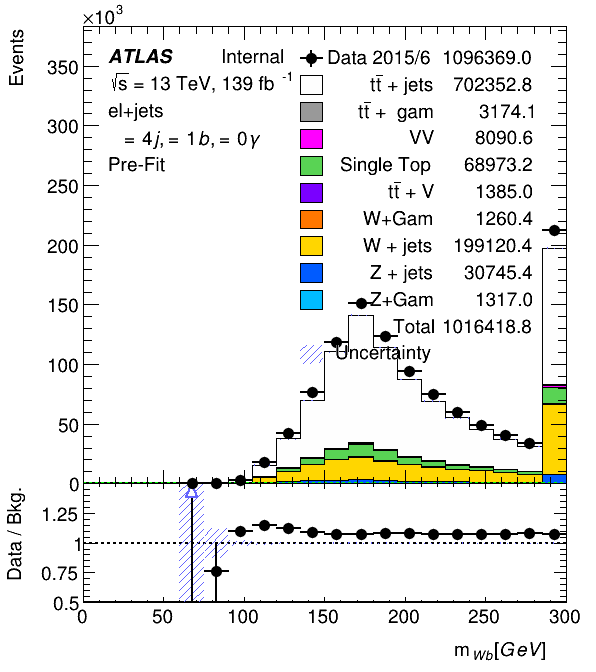 ×10³
Events
ATLAS Internal
√s = 13 TeV, 139 fb⁻¹
el+jets
= 4j, = 1b, = 0γ
Pre-Fit
Data 2015/6 1096369.0
tt̄ + jets 702352.8
tt̄ + gam 3174.1
VV 8090.6
Single Top 68973.2
tt̄ + V 1385.0
W+Gam 1260.4
W + jets 199120.4
Z + jets 30745.4
Z+Gam 1317.0
Total 1016418.8
Uncertainty
350
300
250
200
150
100
50
0
Data / Bkg.
1.25
1
0.75
0.5
0 50 100 150 200 250 300
m_Wb[GeV]